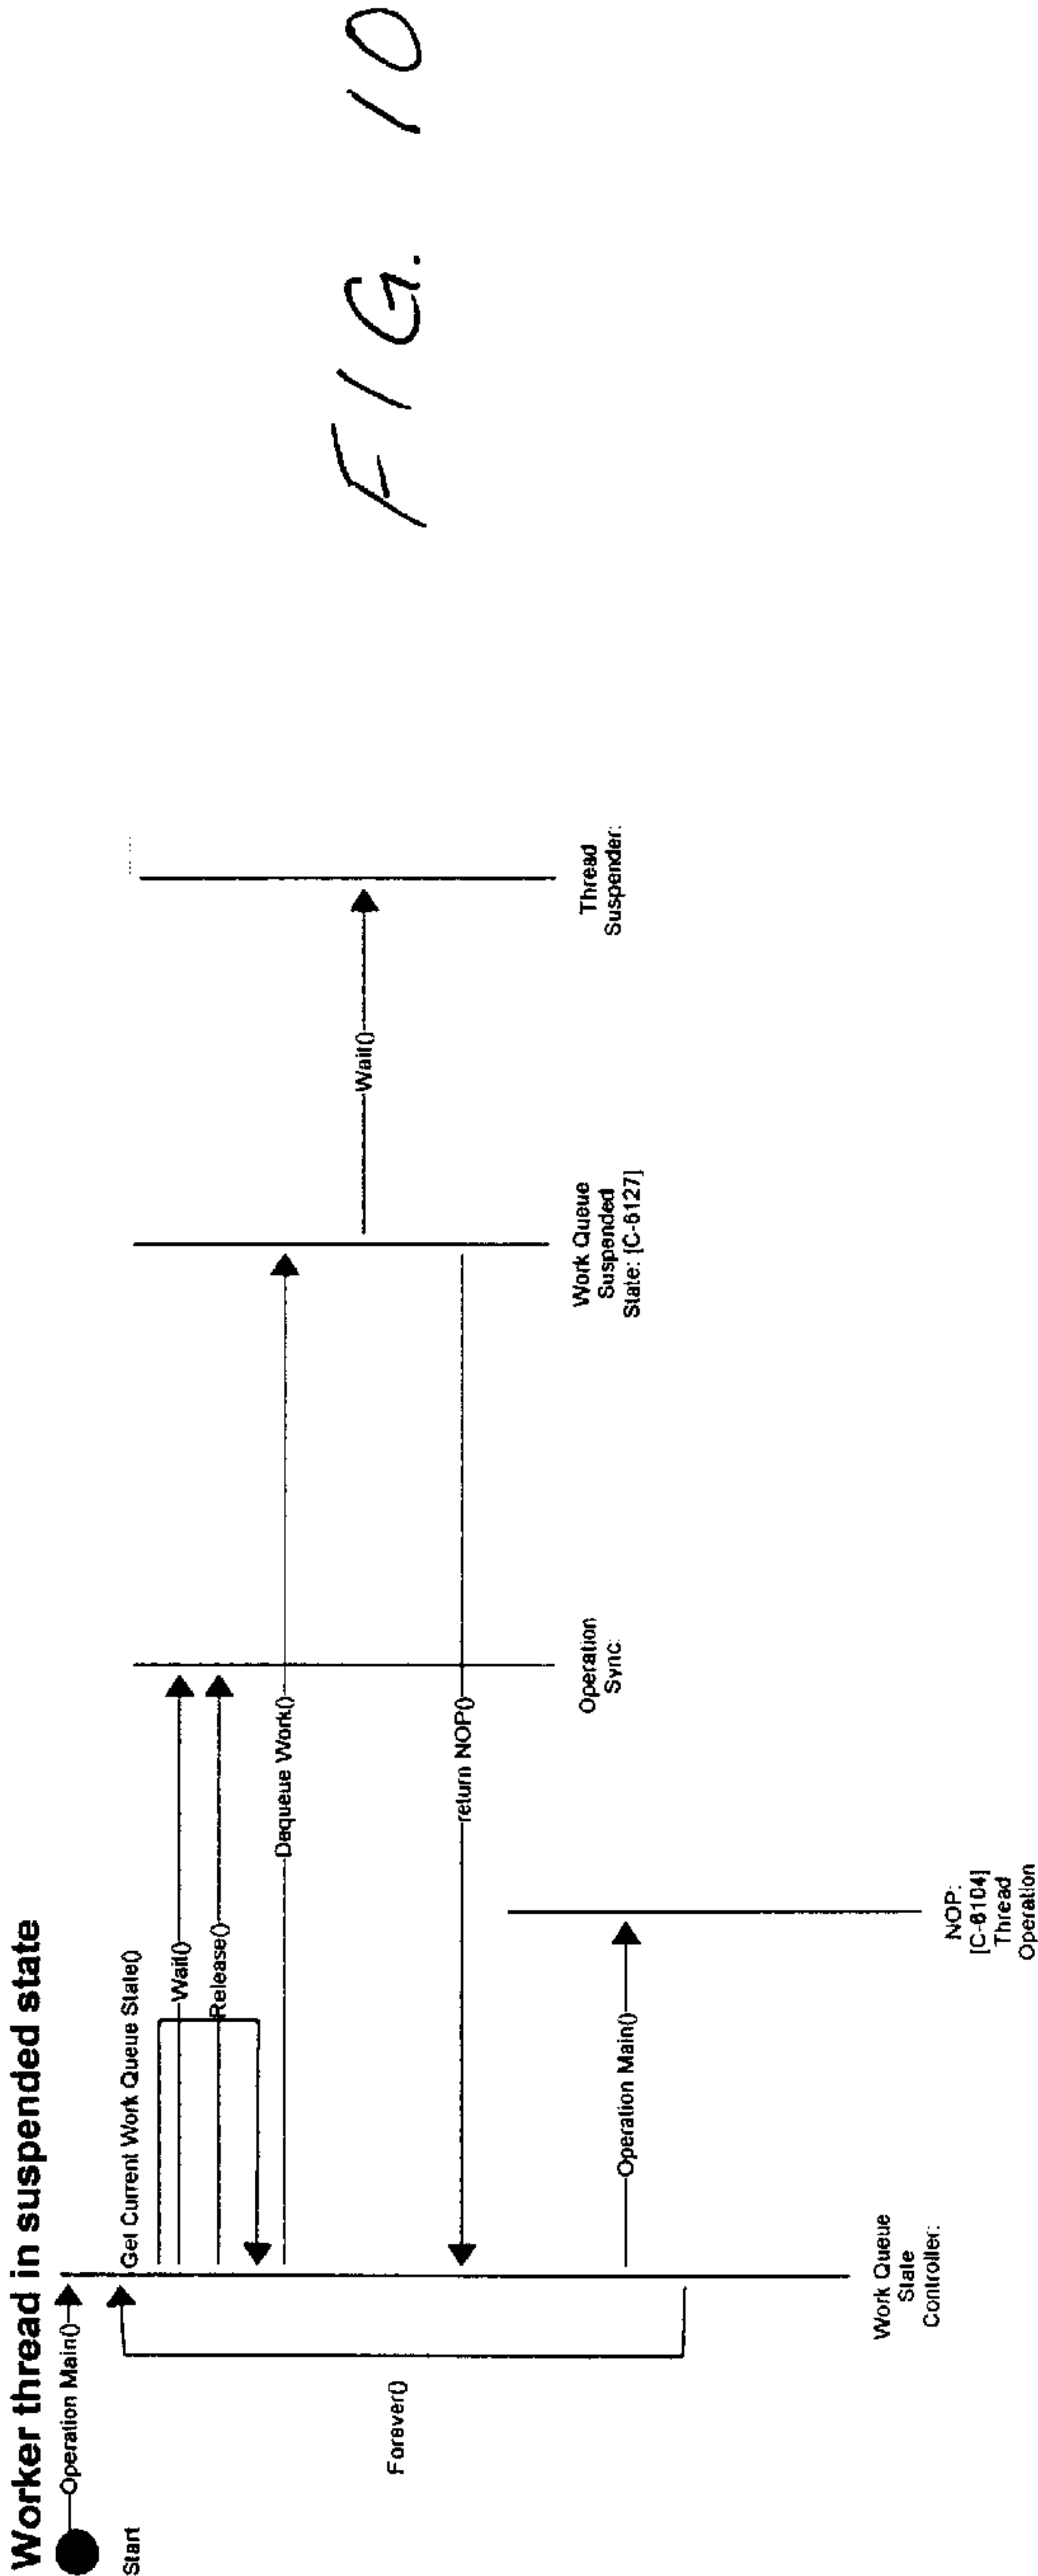 Worker thread in suspended state
Operation Main()
Start
Get Current Work Queue State()
Wait()
Release()
Dequeue Work()
Wait()
return NOP()
Forever()
Operation Main()
Work Queue
State
Controller:
NOP:
[C-6104]
Thread
Operation
Operation
Sync:
Work Queue
Suspended
State: [C-6127]
Thread
Suspender:
FIG. 10